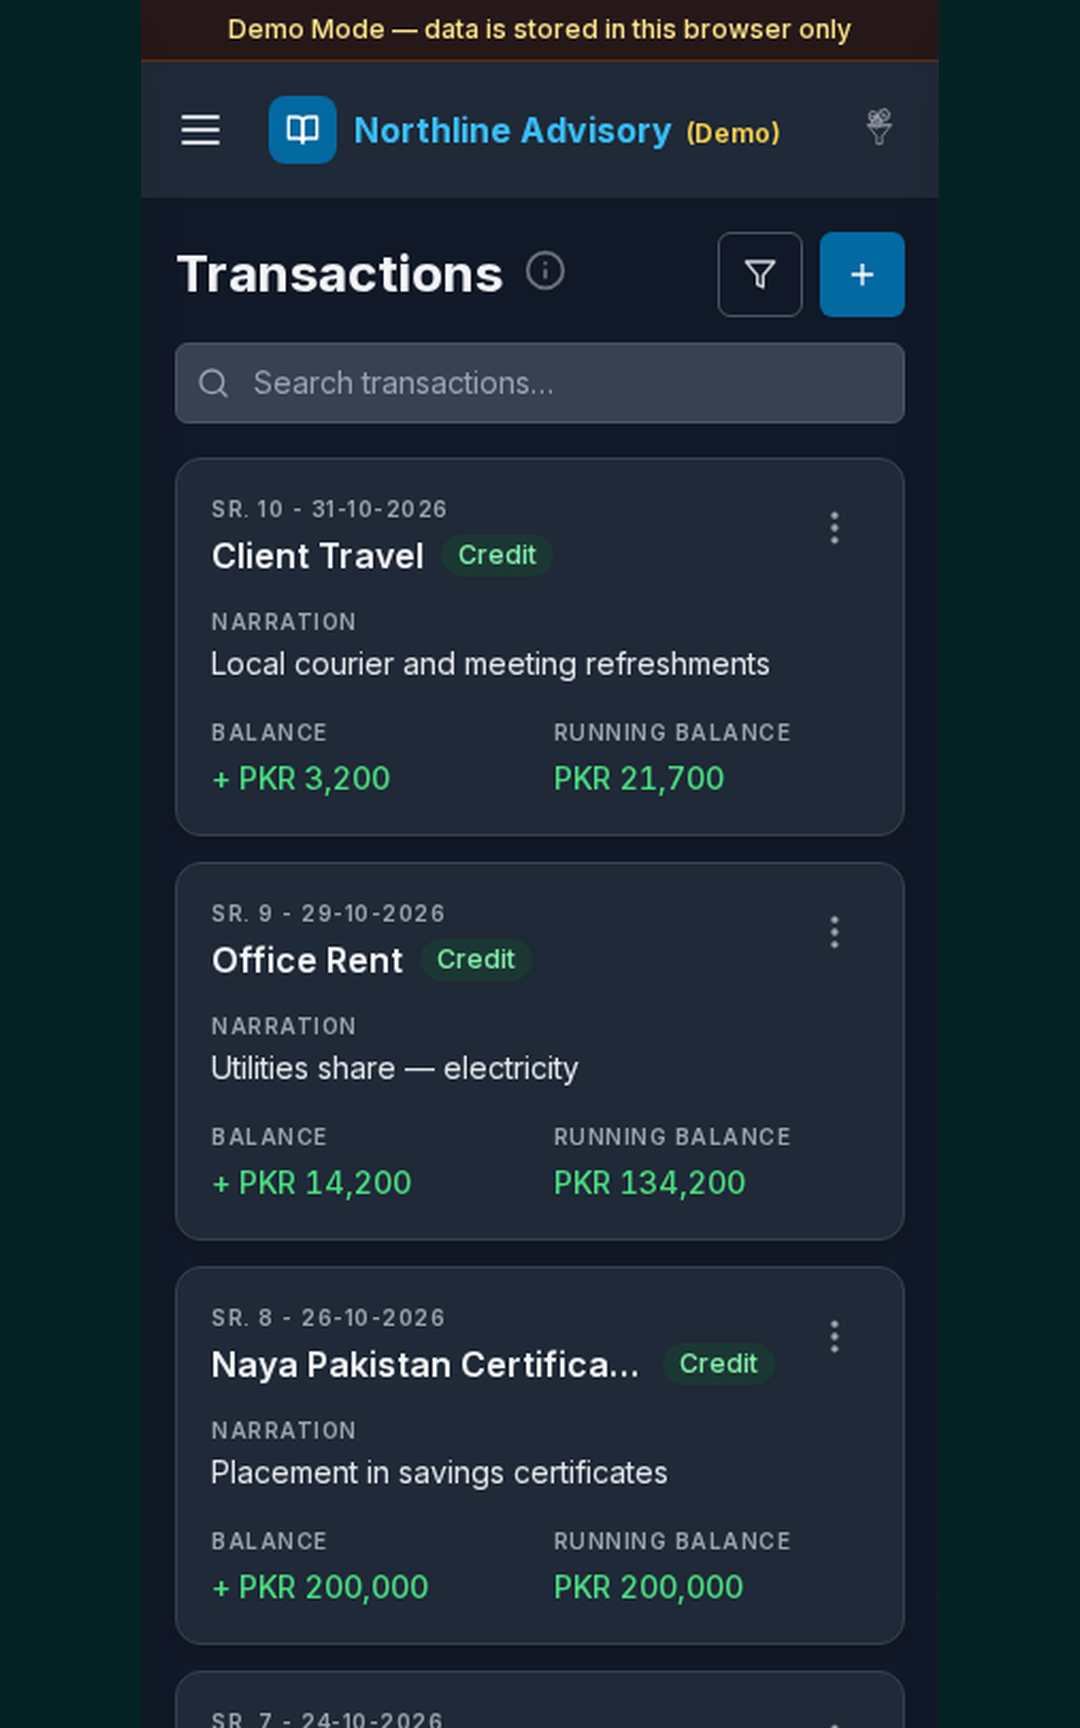 Demo Mode — data is stored in this browser only
Northline Advisory (Demo)
Transactions
Search transactions...
SR. 10 - 31-10-2026
Client Travel Credit
NARRATION
Local courier and meeting refreshments
BALANCE RUNNING BALANCE
+ PKR 3,200 PKR 21,700
SR. 9 - 29-10-2026
Office Rent Credit
NARRATION
Utilities share — electricity
BALANCE RUNNING BALANCE
+ PKR 14,200 PKR 134,200
SR. 8 - 26-10-2026
Naya Pakistan Certifica... Credit
NARRATION
Placement in savings certificates
BALANCE RUNNING BALANCE
+ PKR 200,000 PKR 200,000
SR. 7 - 24-10-2026